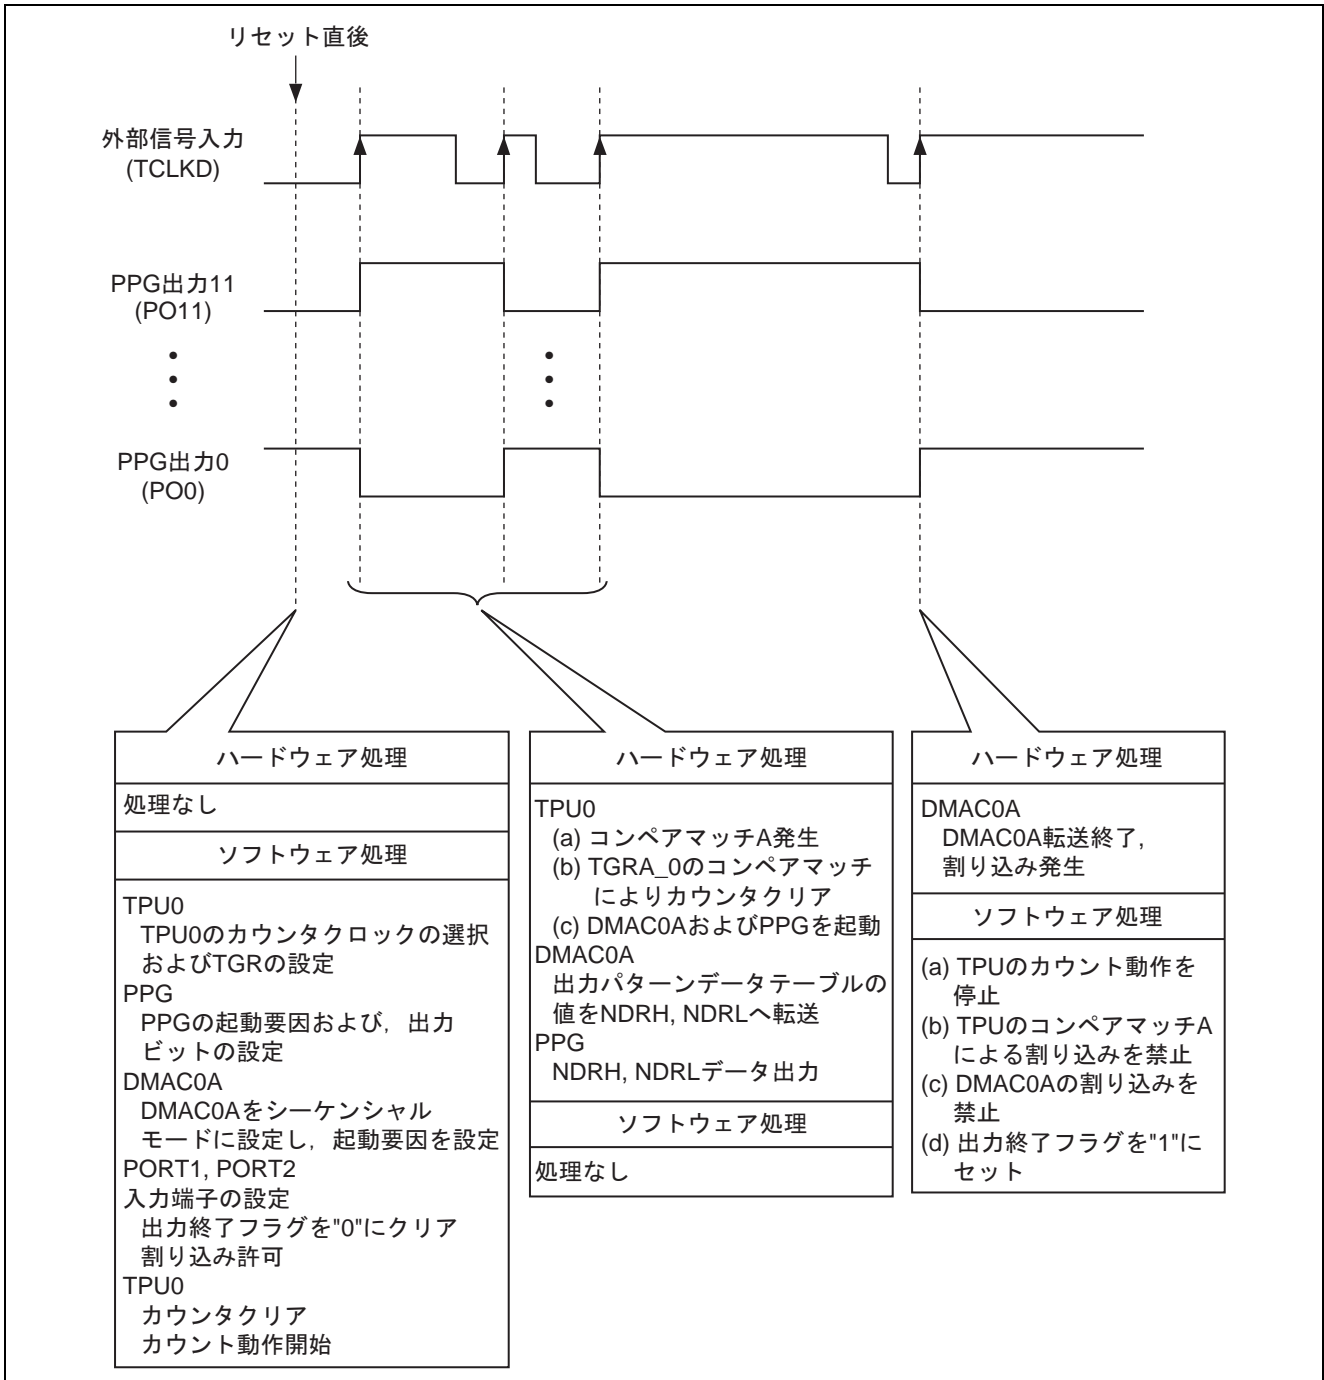 リセット直後
外部信号入力
(TCLKD)
PPG出力11
(PO11)
PPG出力0
(PO0)
ハードウェア処理
処理なし
ソフトウェア処理
TPU0
TPU0のカウンタクロックの選択
およびTGRの設定
PPG
PPGの起動要因および, 出力
ビットの設定
DMAC0A
DMAC0Aをシーケンシャル
モードに設定し, 起動要因を設定
PORT1, PORT2
入力端子の設定
出力終了フラグを"0"にクリア
割り込み許可
TPU0
カウンタクリア
カウント動作開始
ハードウェア処理
TPU0
(a) コンペアマッチA発生
(b) TGRA_0のコンペアマッチ
によりカウンタクリア
(c) DMAC0AおよびPPGを起動
DMAC0A
出力パターンデータテーブルの
値をNDRH, NDRLへ転送
PPG
NDRH, NDRLデータ出力
ソフトウェア処理
処理なし
ハードウェア処理
DMAC0A
DMAC0A転送終了,
割り込み発生
ソフトウェア処理
(a) TPUのカウント動作を
停止
(b) TPUのコンペアマッチA
による割り込みを禁止
(c) DMAC0Aの割り込みを
禁止
(d) 出力終了フラグを"1"に
セット